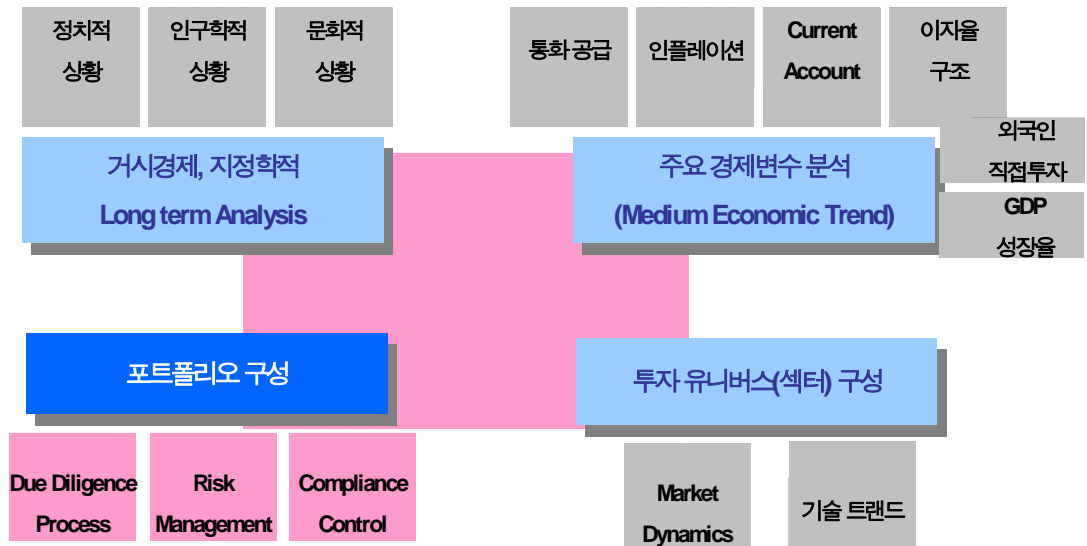 정치적
상황
인구학적
상황
문화적
상황
통화 공급
인플레이션
Current
Account
이자율
구조
외국인
직접투자
GDP
성장율
거시경제, 지정학적
Long term Analysis
주요 경제변수 분석
(Medium Economic Trend)
포트폴리오 구성
투자 유니버스(섹터) 구성
Due Diligence
Process
Risk
Management
Compliance
Control
Market
Dynamics
기술 트랜드